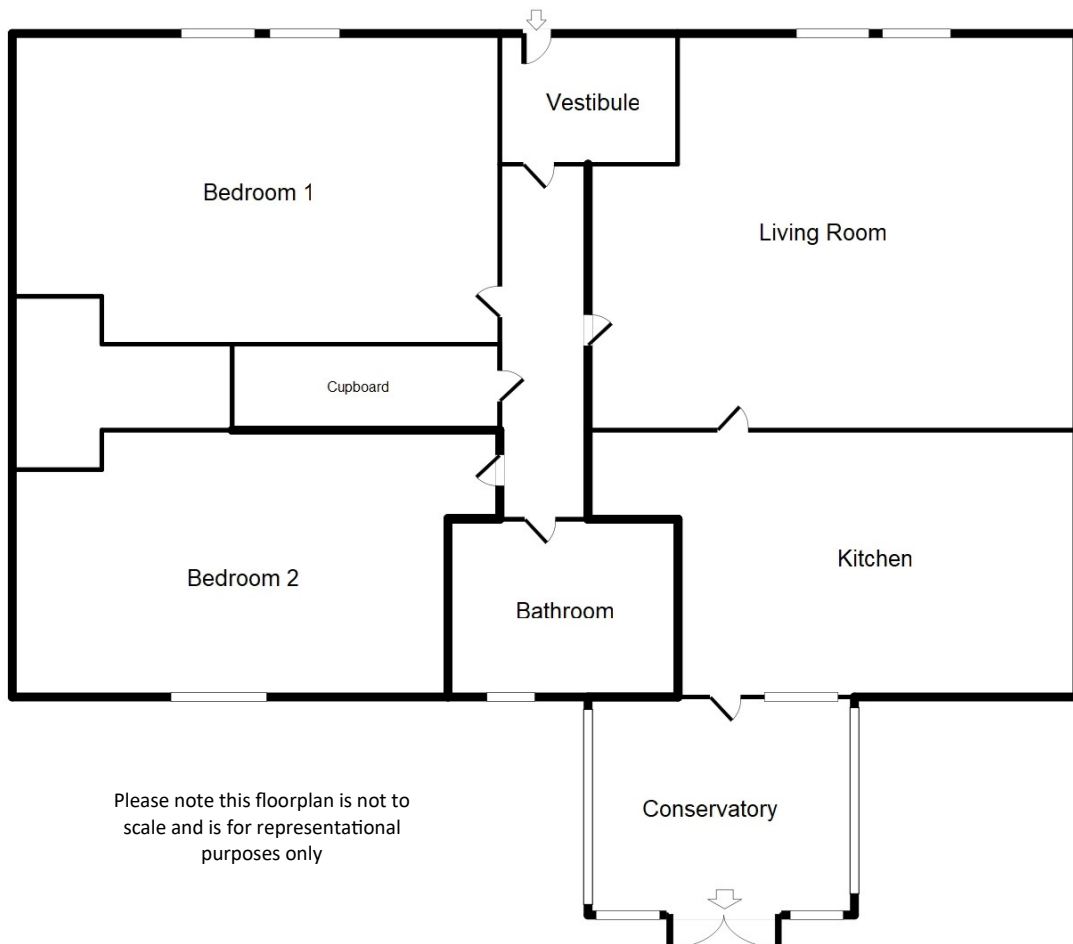 Vestibule
Bedroom 1
Living Room
Cupboard
Kitchen
Bedroom 2
Bathroom
Please note this floorplan is not to
scale and is for representational
purposes only
Conservatory